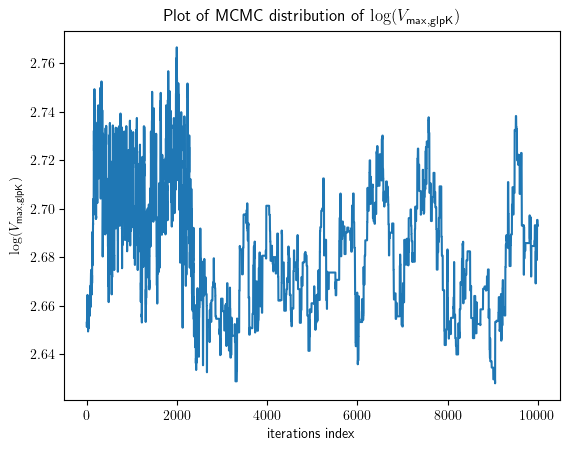 Plot of MCMC distribution of log(V_max,glpK)
log(V_max,glpK)
2.76
2.74
2.72
2.70
2.68
2.66
2.64
0 2000 4000 6000 8000 10000
iterations index